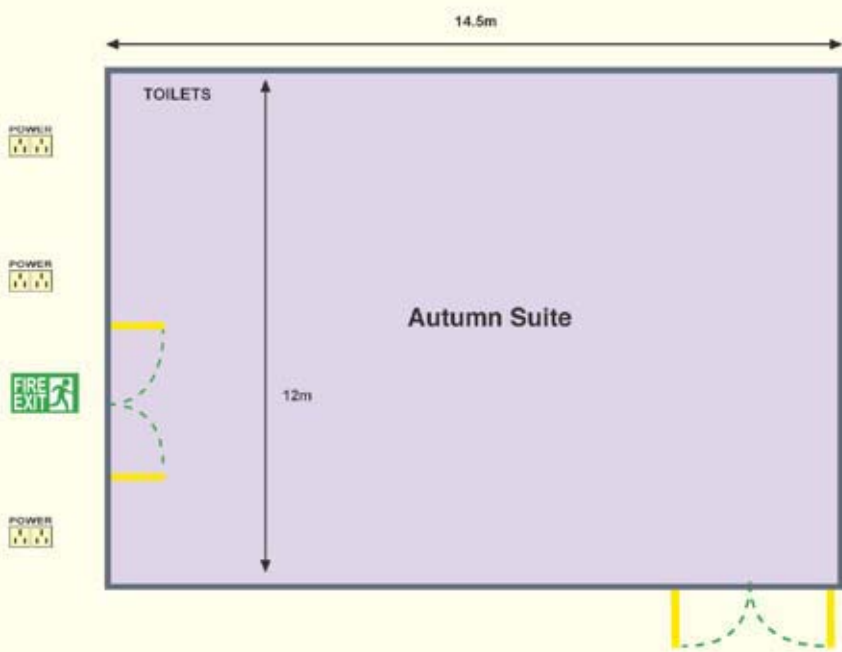 14.5m
TOILETS
POWER
POWER
Autumn Suite
FIRE
EXIT
12m
POWER